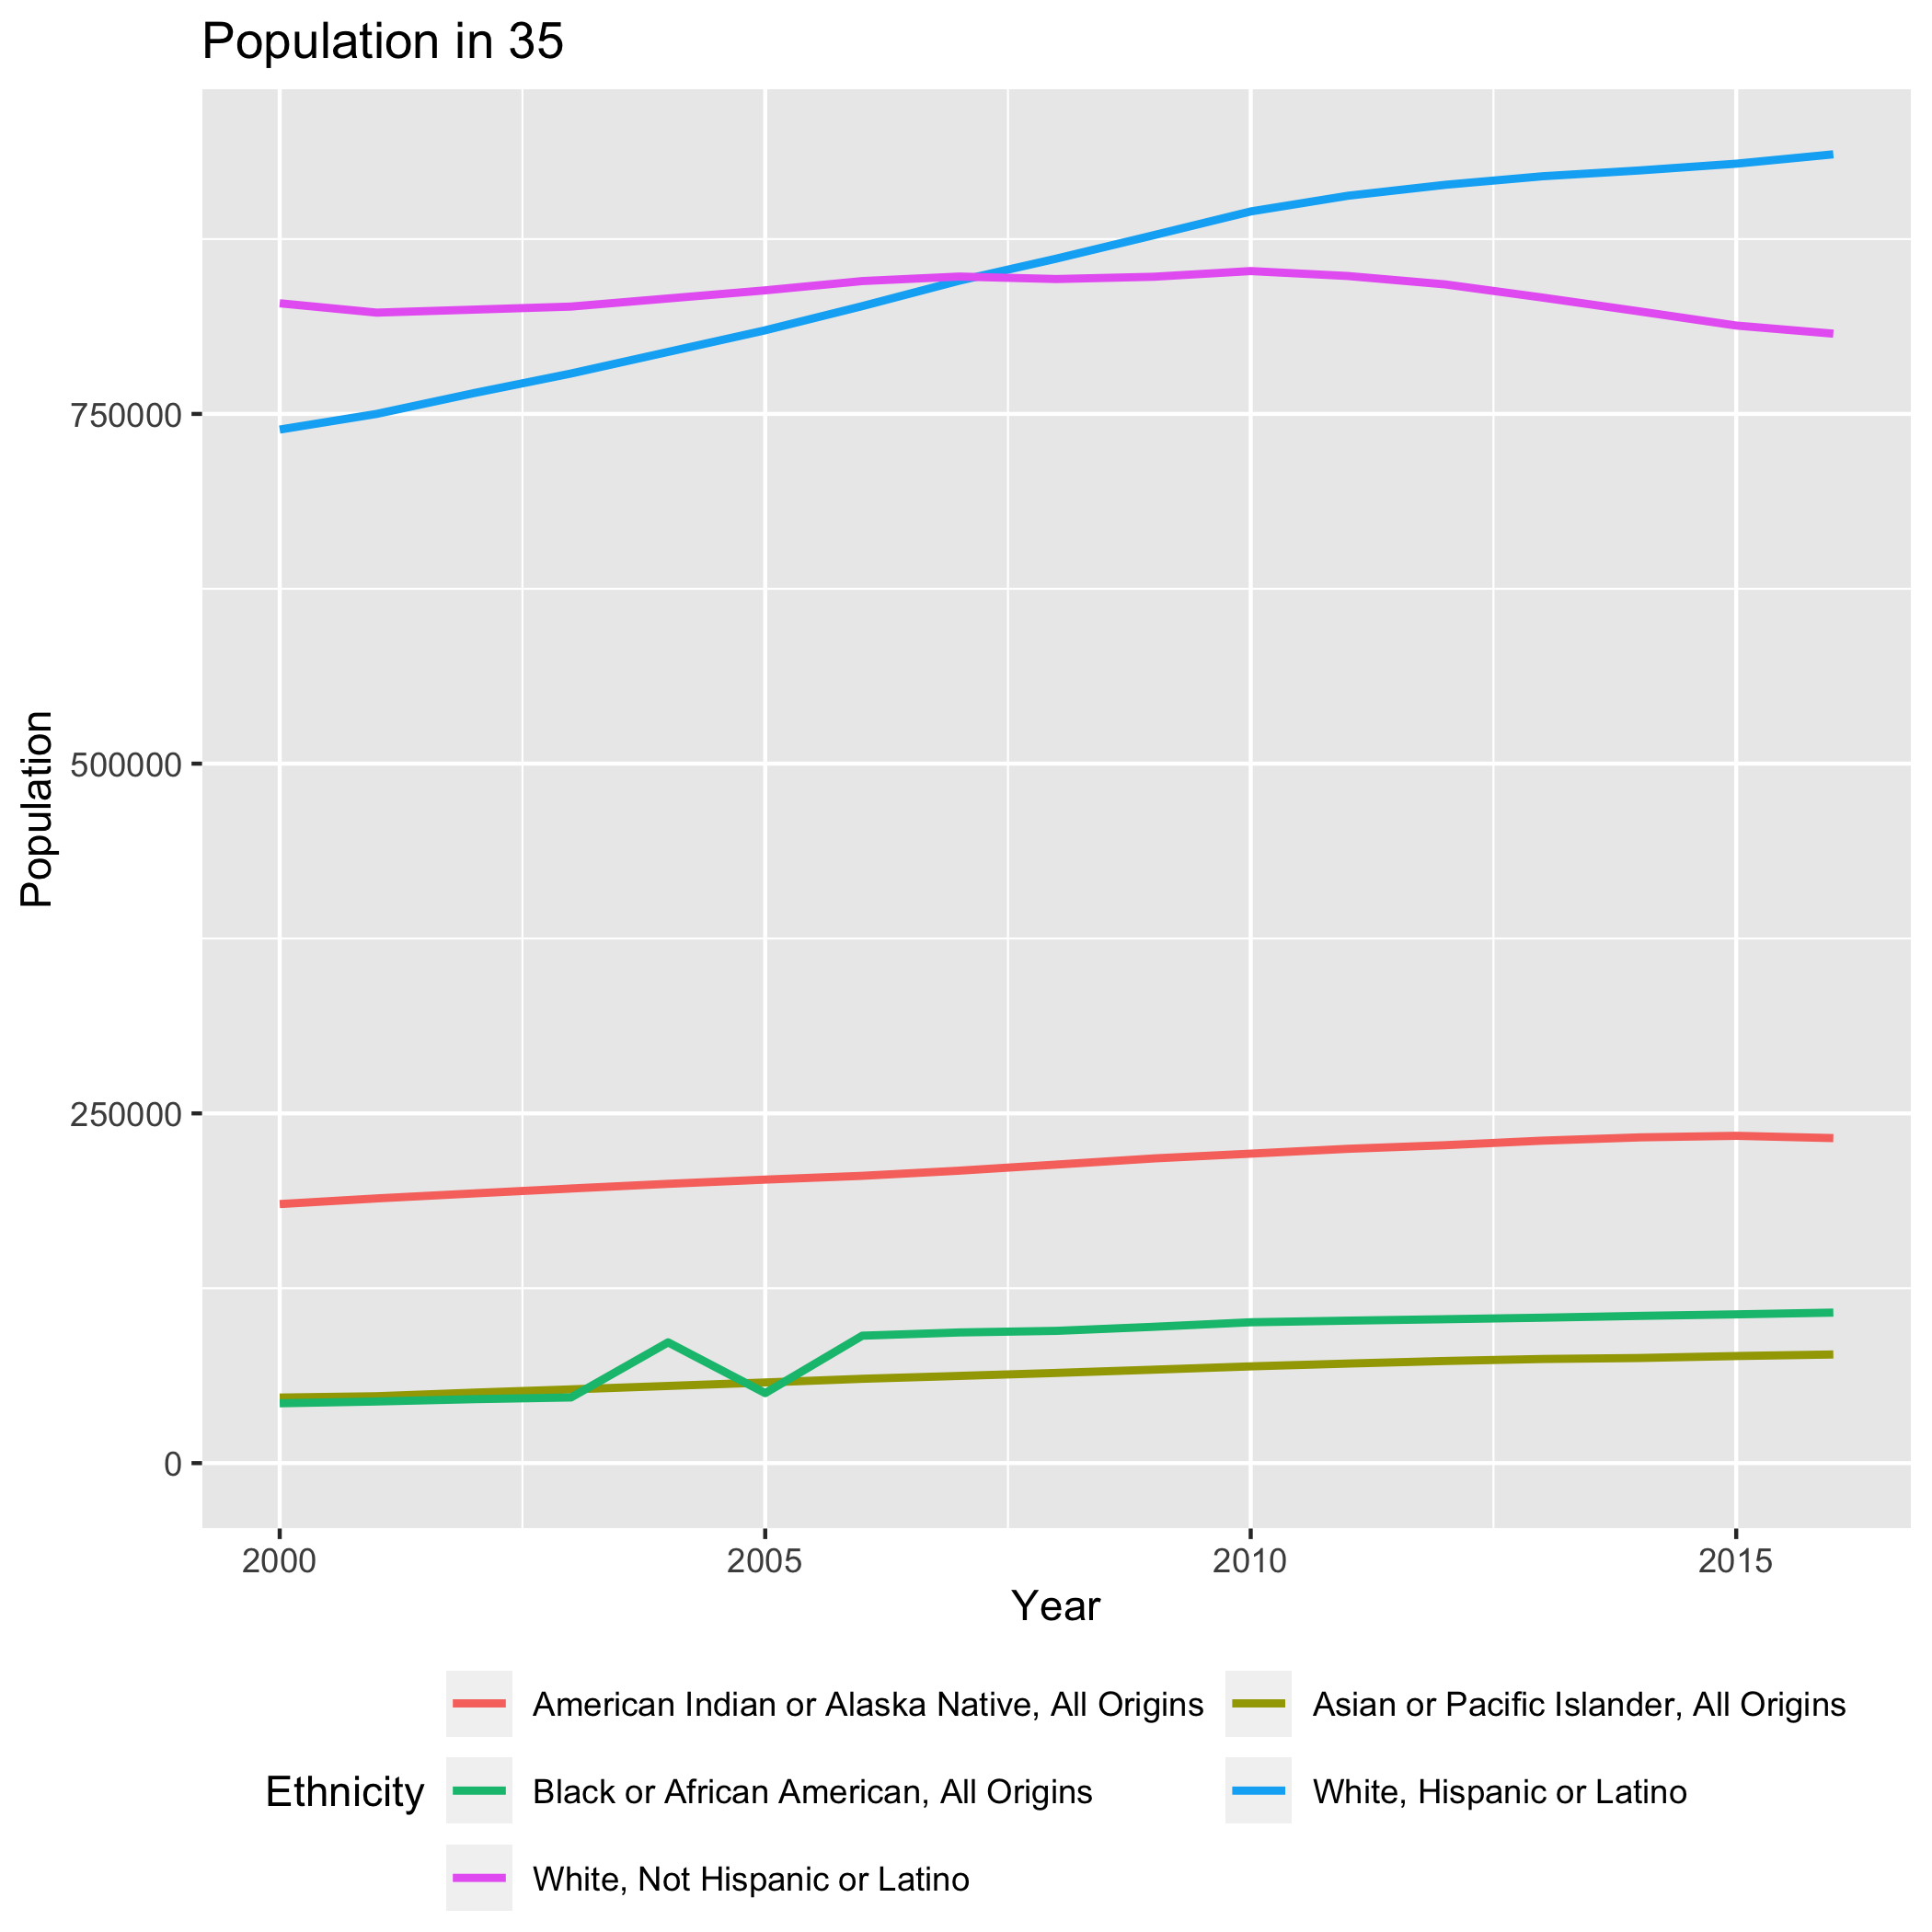 Population in 35
Population
750000
500000
250000
0
2000
2005
2010
2015
Year
Ethnicity
American Indian or Alaska Native, All Origins
Asian or Pacific Islander, All Origins
Black or African American, All Origins
White, Hispanic or Latino
White, Not Hispanic or Latino